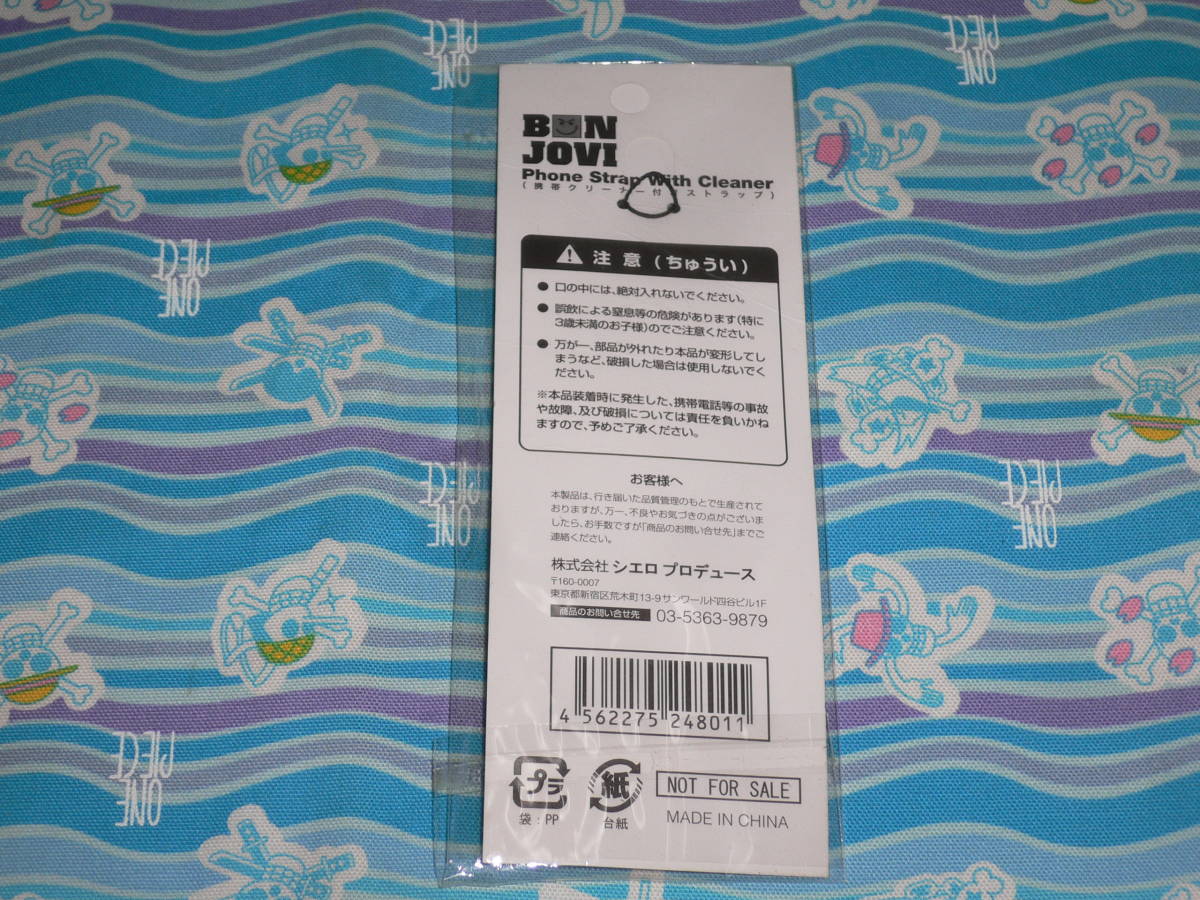 BON
JOVI
Phone Strap With Cleaner
(携帯クリーナー付きストラップ)
注意(ちゅうい)
● 口の中には、絶対入れないでください。
● 誤飲による窒息等の危険があります(特に
3歳未満のお子様)のでご注意ください。
● 万が一、部品が外れたり本品が変形してし
まうなど、破損した場合は使用しないでく
ださい。
※本品装着時に発生した、携帯電話等の事故
や故障、及び破損については責任を負いかね
ますので、予めご了承ください。
お客様へ
本製品は、行き届いた品質管理のもとで生産されて
おりますが、万一、不良やお気づきの点がございま
したら、お手数ですが「商品のお問い合せ先」までご
連絡ください。
株式会社 シエロ プロデュース
〒160-0007
東京都新宿区荒木町13-9サンワールド四谷ビル1F
商品のお問い合せ先 03-5363-9879
4 562275 248011
プラ
袋:PP
紙
台紙
NOT FOR SALE
MADE IN CHINA
ONE
PIECE
ONE
PIECE
ONE
PIECE
ONE
PIECE
ONE
PIECE
ONE
PIECE